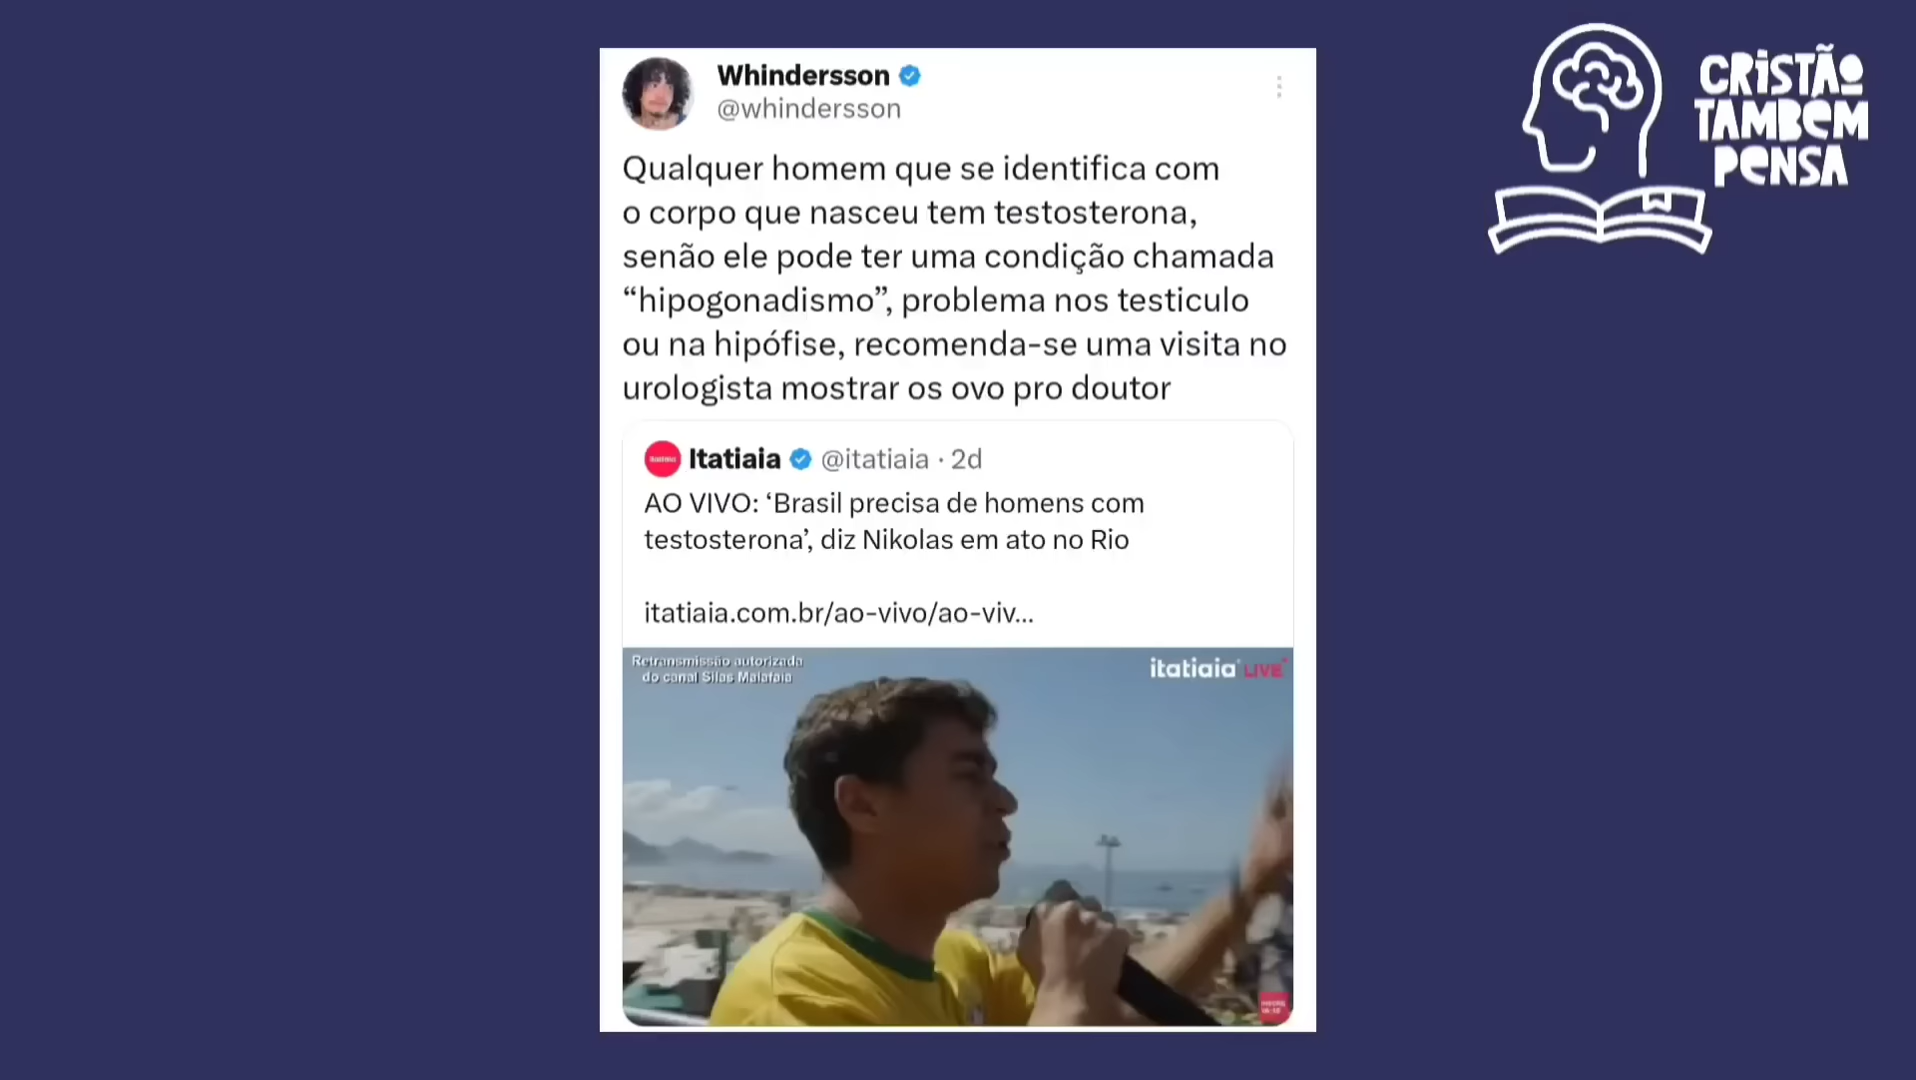 CRISTÃO
TAMBÉM
PENSA
Whindersson
@whindersson
Qualquer homem que se identifica com
o corpo que nasceu tem testosterona,
senão ele pode ter uma condição chamada
“hipogonadismo”, problema nos testiculo
ou na hipófise, recomenda-se uma visita no
urologista mostrar os ovo pro doutor
Itatiaia @itatiaia · 2d
AO VIVO: ‘Brasil precisa de homens com
testosterona’, diz Nikolas em ato no Rio
itatiaia.com.br/ao-vivo/ao-viv...
Retransmissão autorizada
do canal Silas Malafaia
itatiaia LIVE